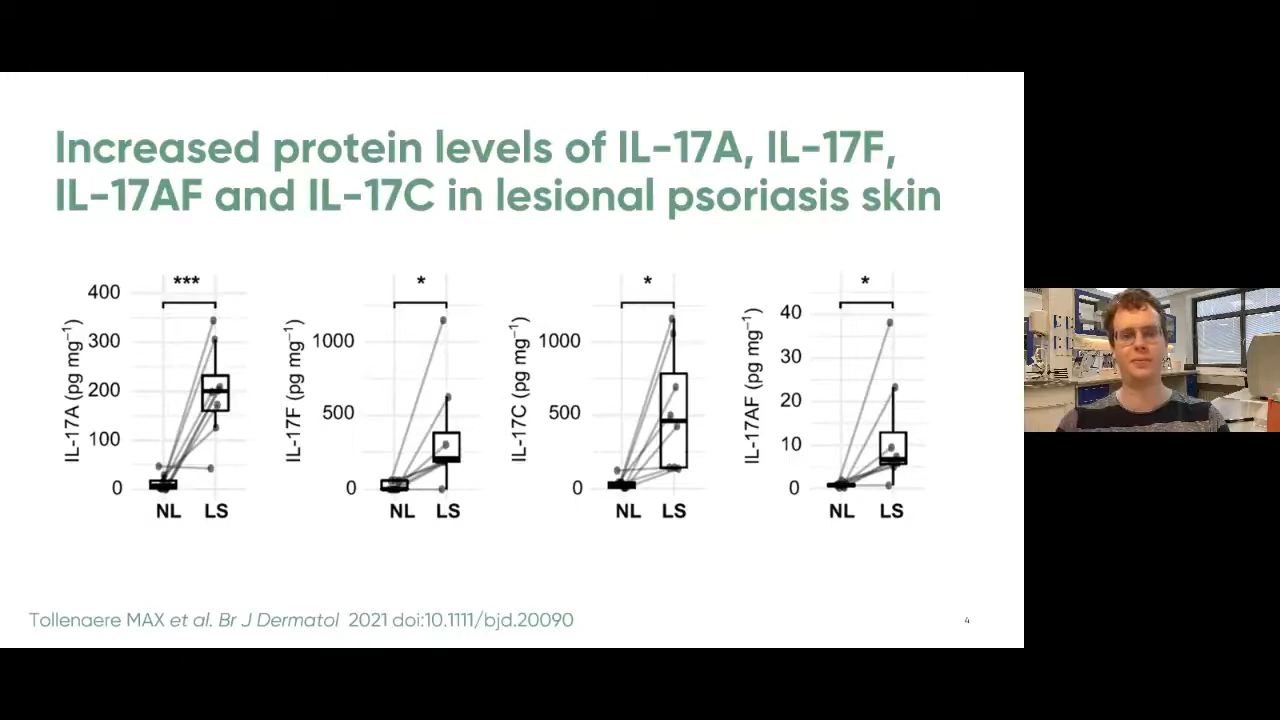 Increased protein levels of IL-17A, IL-17F,
IL-17AF and IL-17C in lesional psoriasis skin
***
IL-17A (pg mg⁻¹)
400
300
200
100
0
NL LS
*
IL-17F (pg mg⁻¹)
1000
500
0
NL LS
*
IL-17C (pg mg⁻¹)
1000
500
0
NL LS
*
IL-17AF (pg mg⁻¹)
40
30
20
10
0
NL LS
Tollenaere MAX et al. Br J Dermatol 2021 doi:10.1111/bjd.20090
4